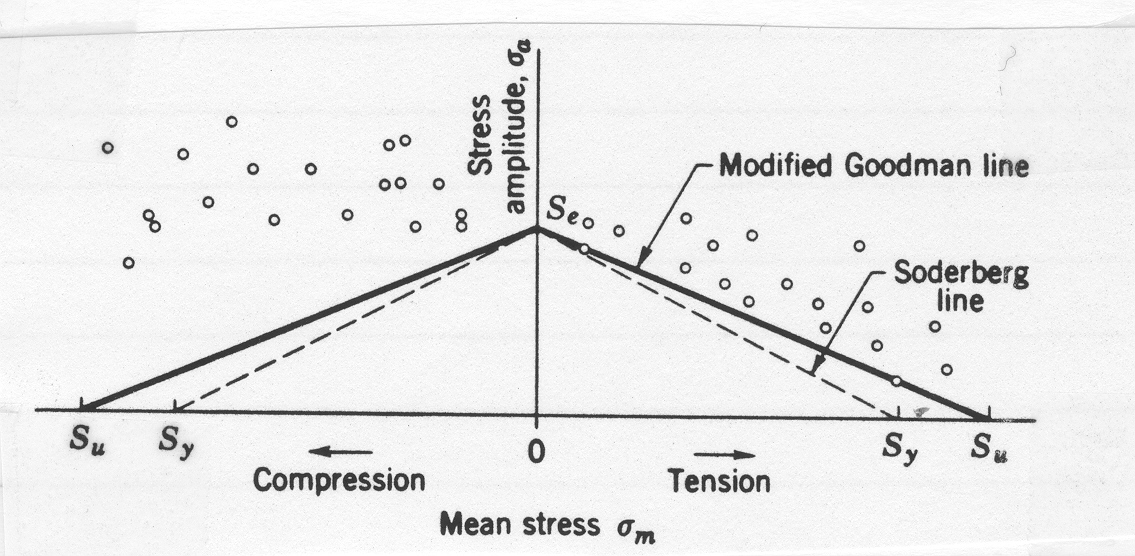 Stress
amplitude, σa
Modified Goodman line
Se
Soderberg
line
Su
Sy
0
Sy
Su
Compression
Tension
Mean stress σm